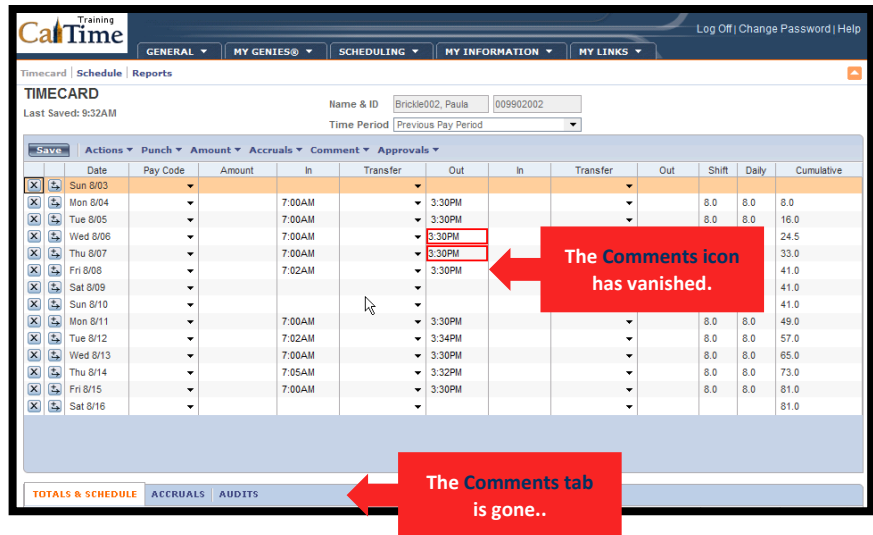 Training
CalTime
Log Off | Change Password | Help
GENERAL MY GENIES® SCHEDULING MY INFORMATION MY LINKS
Timecard | Schedule | Reports
TIMECARD
Last Saved: 9:32AM
Name & ID Brickle002, Paula 009902002
Time Period Previous Pay Period
Save Actions Punch Amount Accruals Comment Approvals
Date Pay Code Amount In Transfer Out In Transfer Out Shift Daily Cumulative
Sun 8/03
Mon 8/04 7:00AM 3:30PM 8.0 8.0 8.0
Tue 8/05 7:00AM 3:30PM 8.0 8.0 16.0
Wed 8/06 7:00AM 3:30PM 24.5
Thu 8/07 7:00AM 3:30PM 33.0
Fri 8/08 7:02AM 3:30PM 41.0
Sat 8/09 41.0
Sun 8/10 41.0
Mon 8/11 7:00AM 3:30PM 8.0 8.0 49.0
Tue 8/12 7:02AM 3:34PM 8.0 8.0 57.0
Wed 8/13 7:00AM 3:30PM 8.0 8.0 65.0
Thu 8/14 7:05AM 3:32PM 8.0 8.0 73.0
Fri 8/15 7:00AM 3:30PM 8.0 8.0 81.0
Sat 8/16 81.0
The Comments icon
has vanished.
The Comments tab
is gone..
TOTALS & SCHEDULE ACCRUALS AUDITS